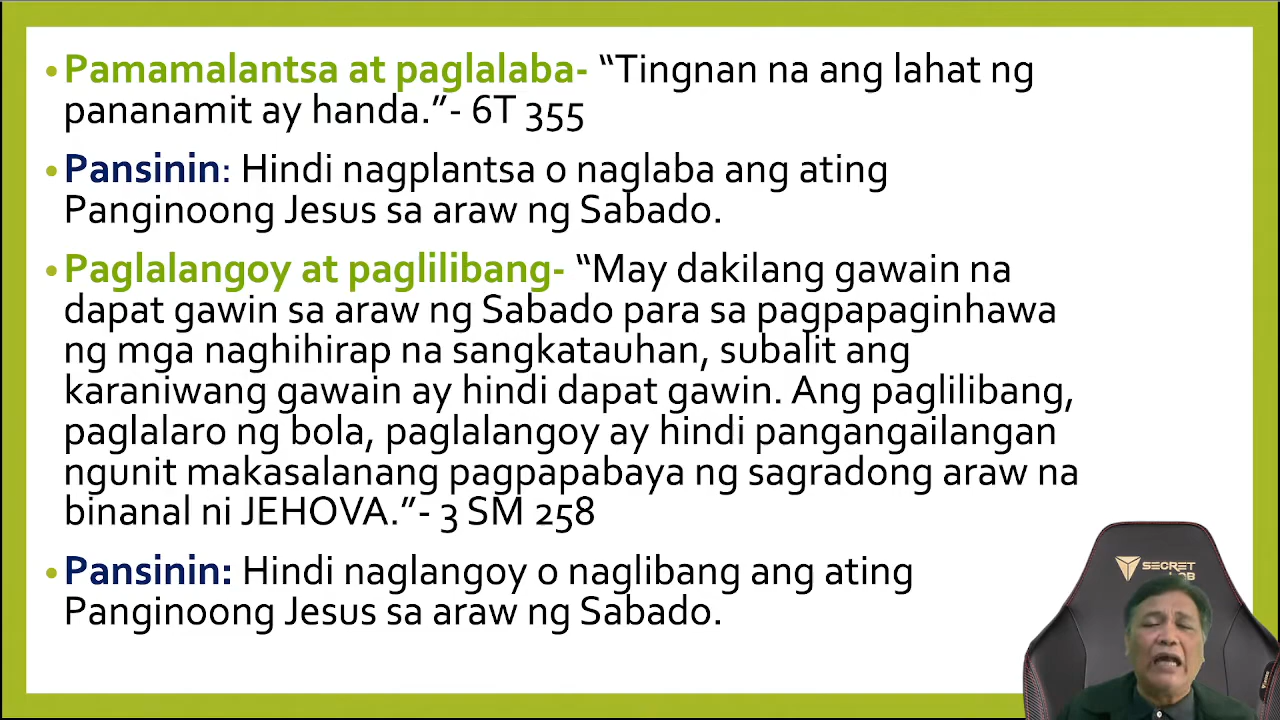 •Pamamalantsa at paglalaba- “Tingnan na ang lahat ng
pananamit ay handa.”- 6T 355
•Pansinin: Hindi nagplantsa o naglaba ang ating
Panginoong Jesus sa araw ng Sabado.
•Paglalangoy at paglilibang- “May dakilang gawain na
dapat gawin sa araw ng Sabado para sa pagpapaginhawa
ng mga naghihirap na sangkatauhan, subalit ang
karaniwang gawain ay hindi dapat gawin. Ang paglilibang,
paglalaro ng bola, paglalangoy ay hindi pangangailangan
ngunit makasalanang pagpapabaya ng sagradong araw na
binanal ni JEHOVA.”- 3 SM 258
•Pansinin: Hindi naglangoy o naglibang ang ating
Panginoong Jesus sa araw ng Sabado.
SECRET